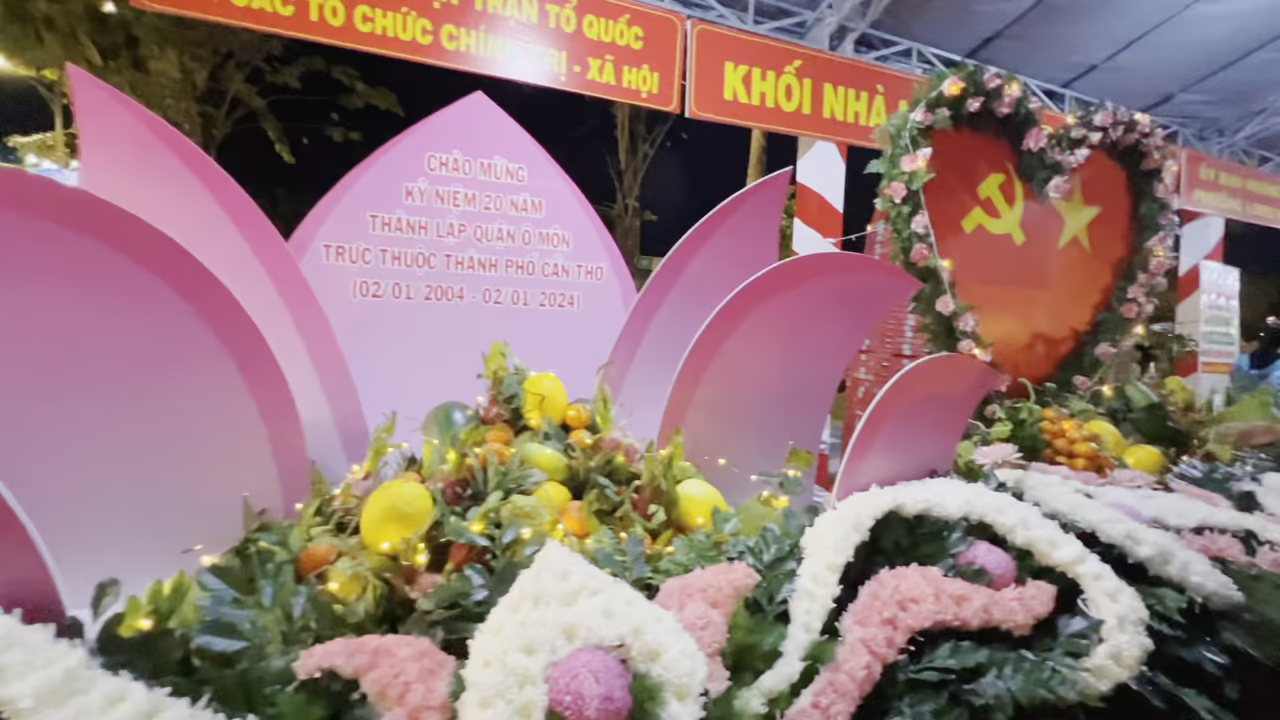 TRẬN TỔ QUỐC
CÁC TỔ CHỨC CHÍNH TRỊ - XÃ HỘI
KHỐI NHÀ
CHÀO MỪNG
KỶ NIỆM 20 NĂM
THÀNH LẬP QUẬN Ô MÔN
TRỰC THUỘC THÀNH PHỐ CẦN THƠ
(02/01/2004 - 02/01/2024)